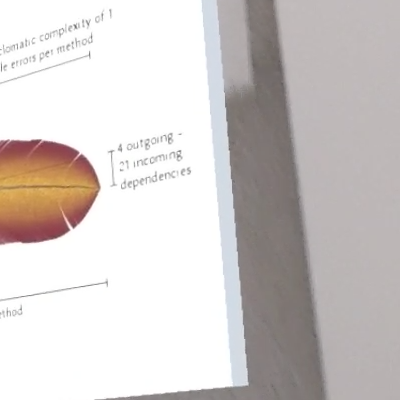 clomatic complexity of 1
le errors per method
4 outgoing -
21 incoming
dependencies
ethod